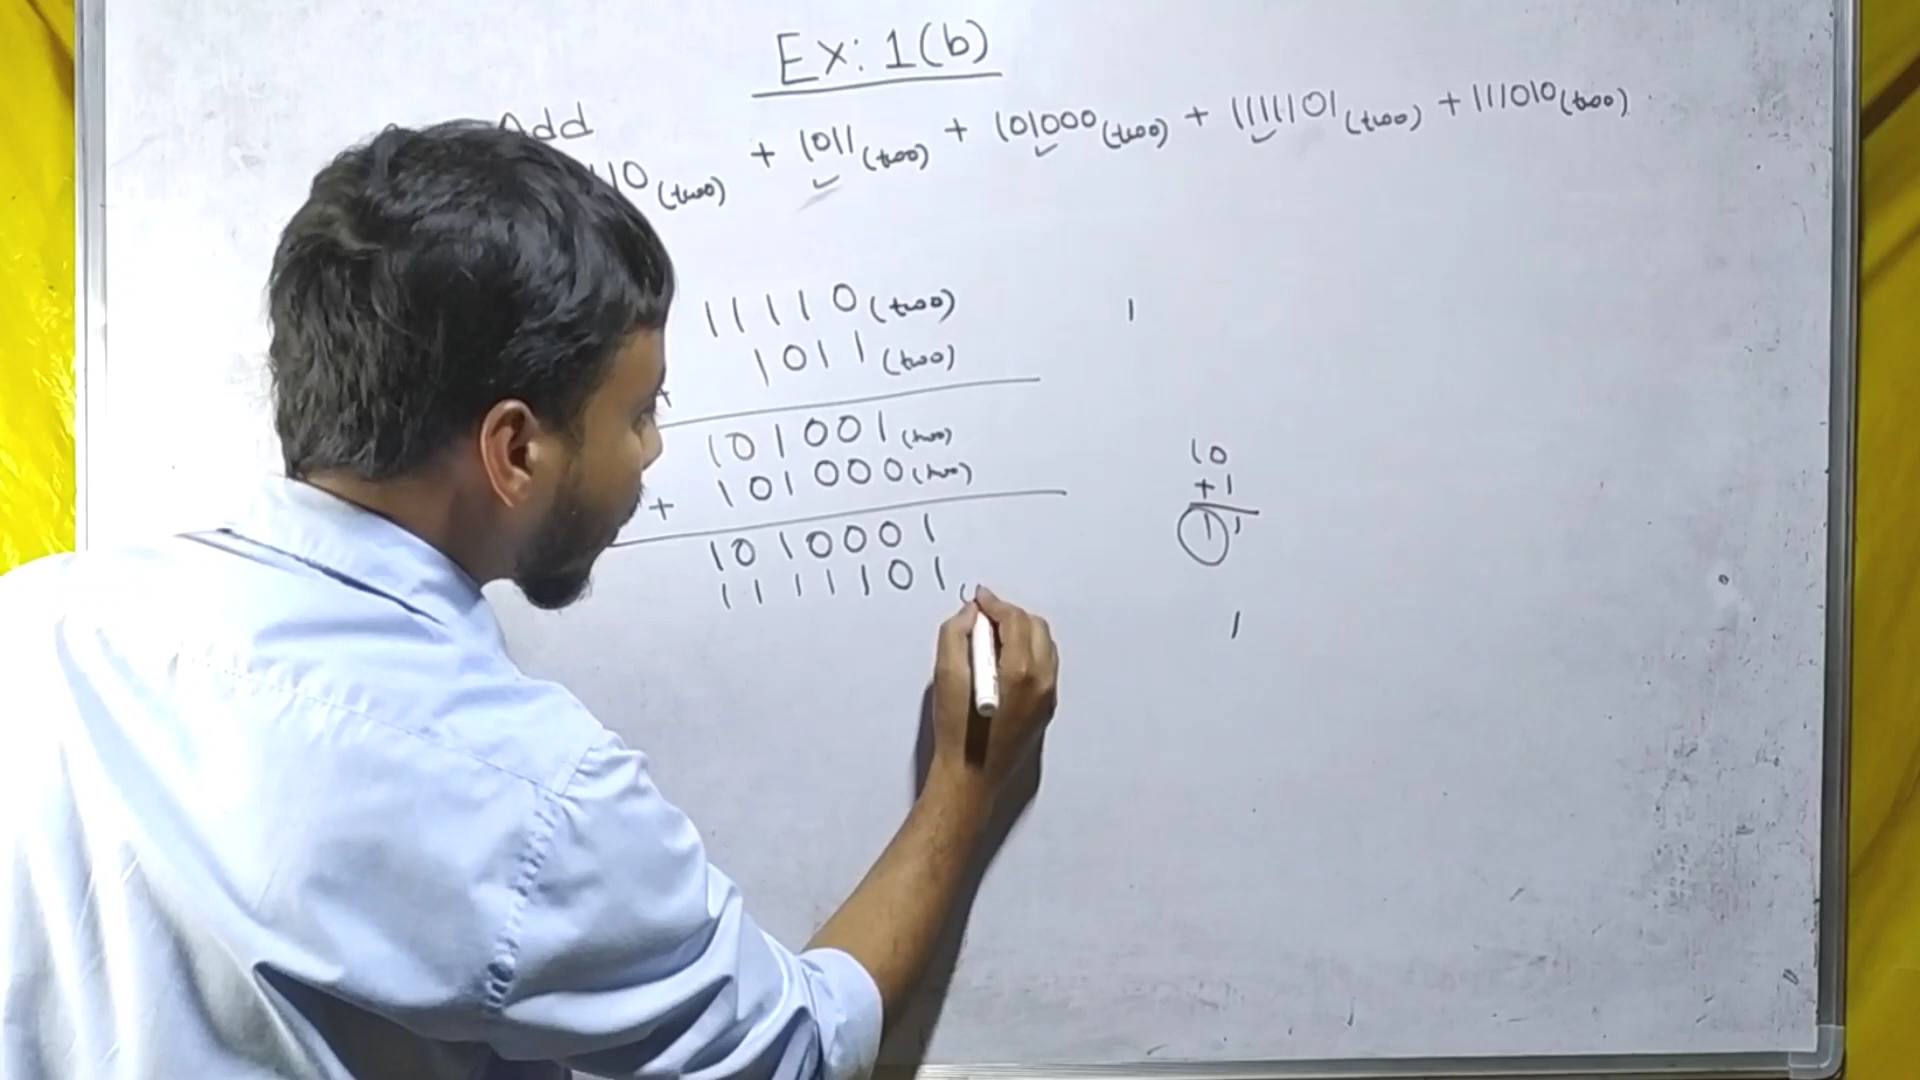 Ex: 1(b)
Add
110(two) + 1011(two) + 101000(two) + 1111101(two) + 111010(two)
11110(two)
1
1011(two)
+
101001(two)
10
+ 101000(two)
+1
11
1010001
1111101(
1